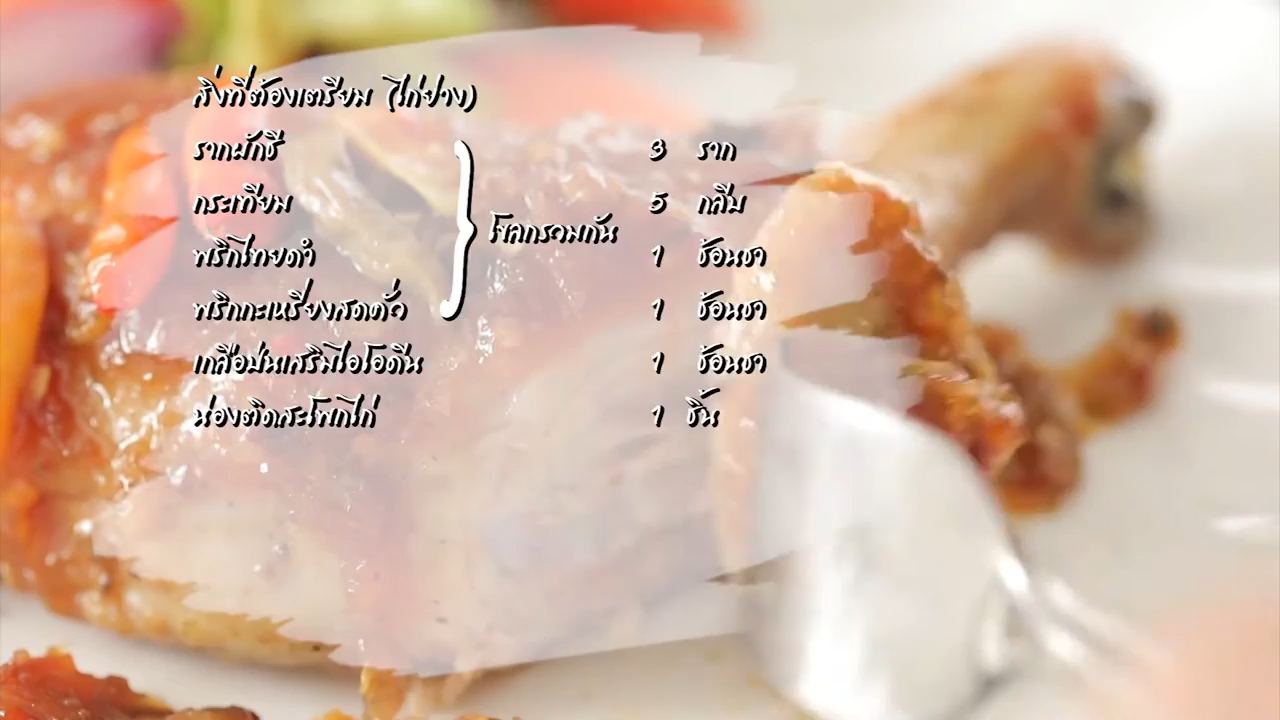 สิ่งที่ต้องเตรียม (ไก่ย่าง)
รากผักชี 3 ราก
กระเทียม 5 กลีบ
โขลกรวมกัน
พริกไทยดำ 1 ช้อนชา
พริกกะเหรี่ยงสดคั่ว 1 ช้อนชา
เกลือป่นเสริมไอโอดีน 1 ช้อนชา
น่องติดสะโพกไก่ 1 ชิ้น